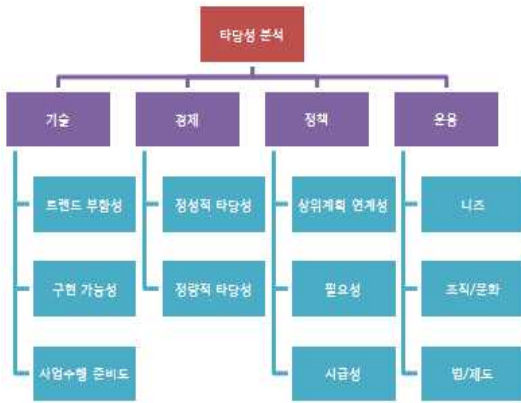 타당성 분석
기술
경제
정책
운용
트렌드 부합성
정성적 타당성
상위계획 연계성
니즈
구현 가능성
정량적 타당성
필요성
조직/문화
사업수행 준비도
시급성
법/제도